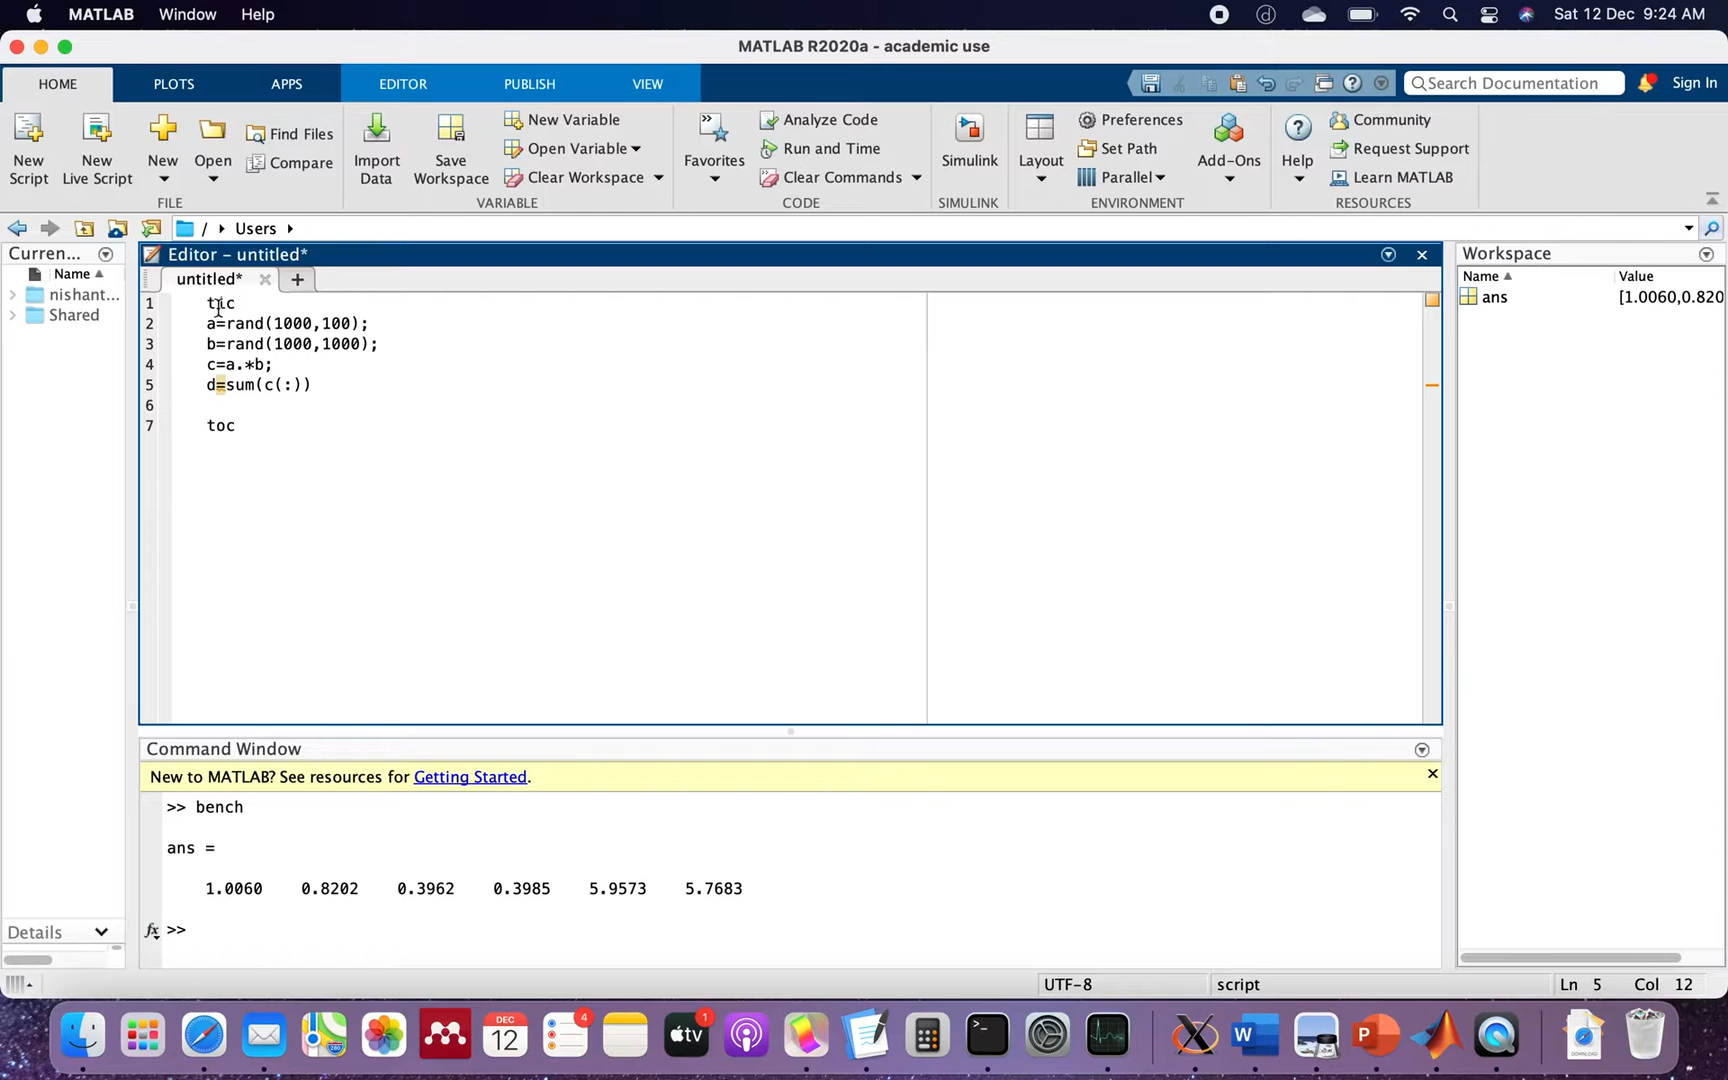 MATLAB Window Help Sat 12 Dec 9:24 AM
MATLAB R2020a - academic use
HOME PLOTS APPS EDITOR PUBLISH VIEW Search Documentation Sign In
New Script
New Live Script
New
Open
Find Files
Compare
FILE
Import Data
Save Workspace
New Variable
Open Variable
Clear Workspace
VARIABLE
Favorites
Analyze Code
Run and Time
Clear Commands
CODE
Simulink
SIMULINK
Layout
Preferences
Set Path
Parallel
Add-Ons
ENVIRONMENT
Help
Community
Request Support
Learn MATLAB
RESOURCES
/ Users
Curren...
Name
nishant...
Shared
Details
Editor – untitled*
untitled*
1 tic
2 a=rand(1000,100);
3 b=rand(1000,1000);
4 c=a.*b;
5 d=sum(c(:))
6
7 toc
Workspace
Name Value
ans [1.0060,0.820
Command Window
New to MATLAB? See resources for Getting Started.
>> bench
ans =
1.0060 0.8202 0.3962 0.3985 5.9573 5.7683
fx >>
UTF-8 script Ln 5 Col 12
DEC
12
4
tv
1
>_
X
W
P
DOWNLOAD